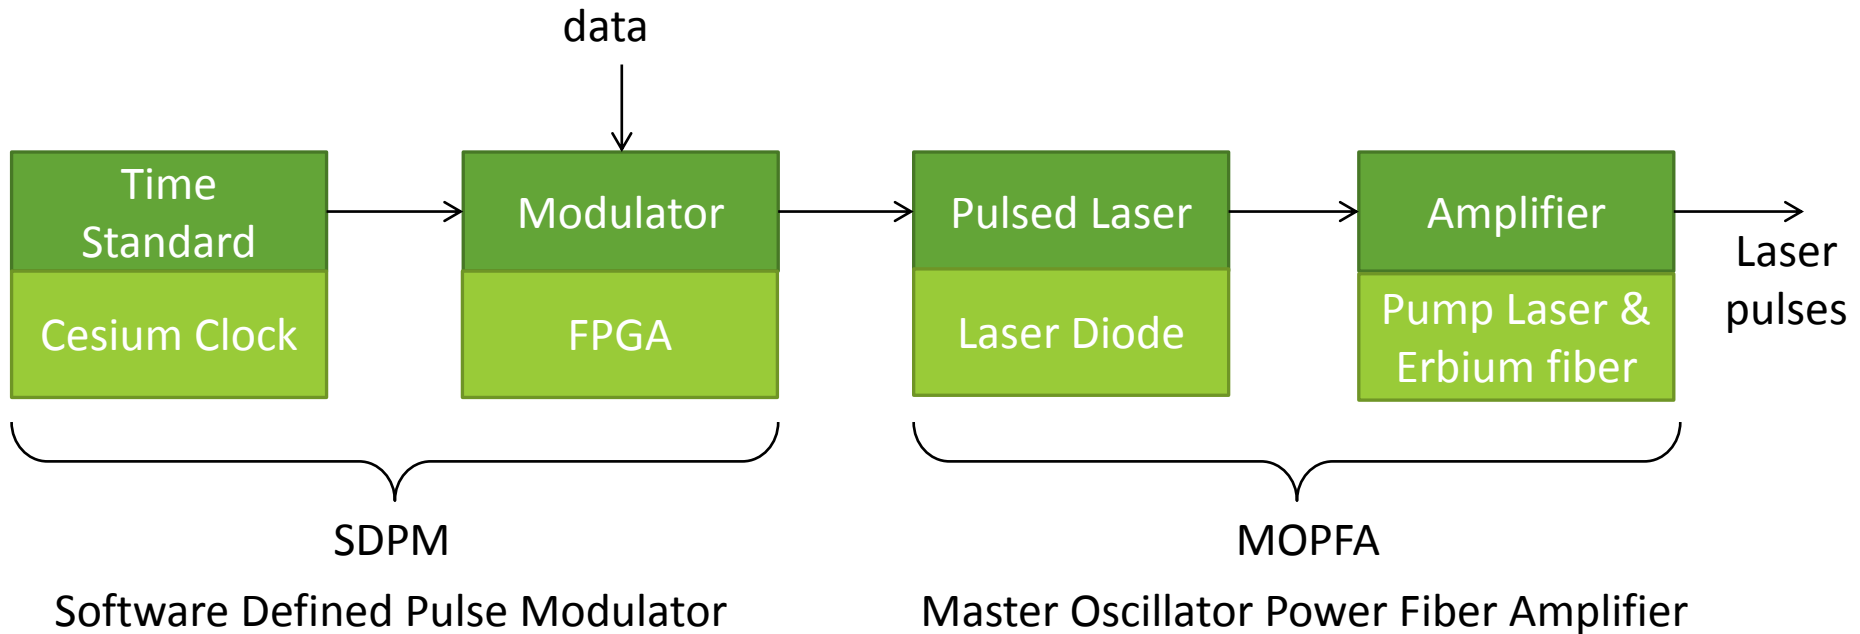 data
Time
Standard
Cesium Clock
Modulator
FPGA
Pulsed Laser
Laser Diode
Amplifier
Pump Laser &
Erbium fiber
Laser
pulses
SDPM
Software Defined Pulse Modulator
MOPFA
Master Oscillator Power Fiber Amplifier